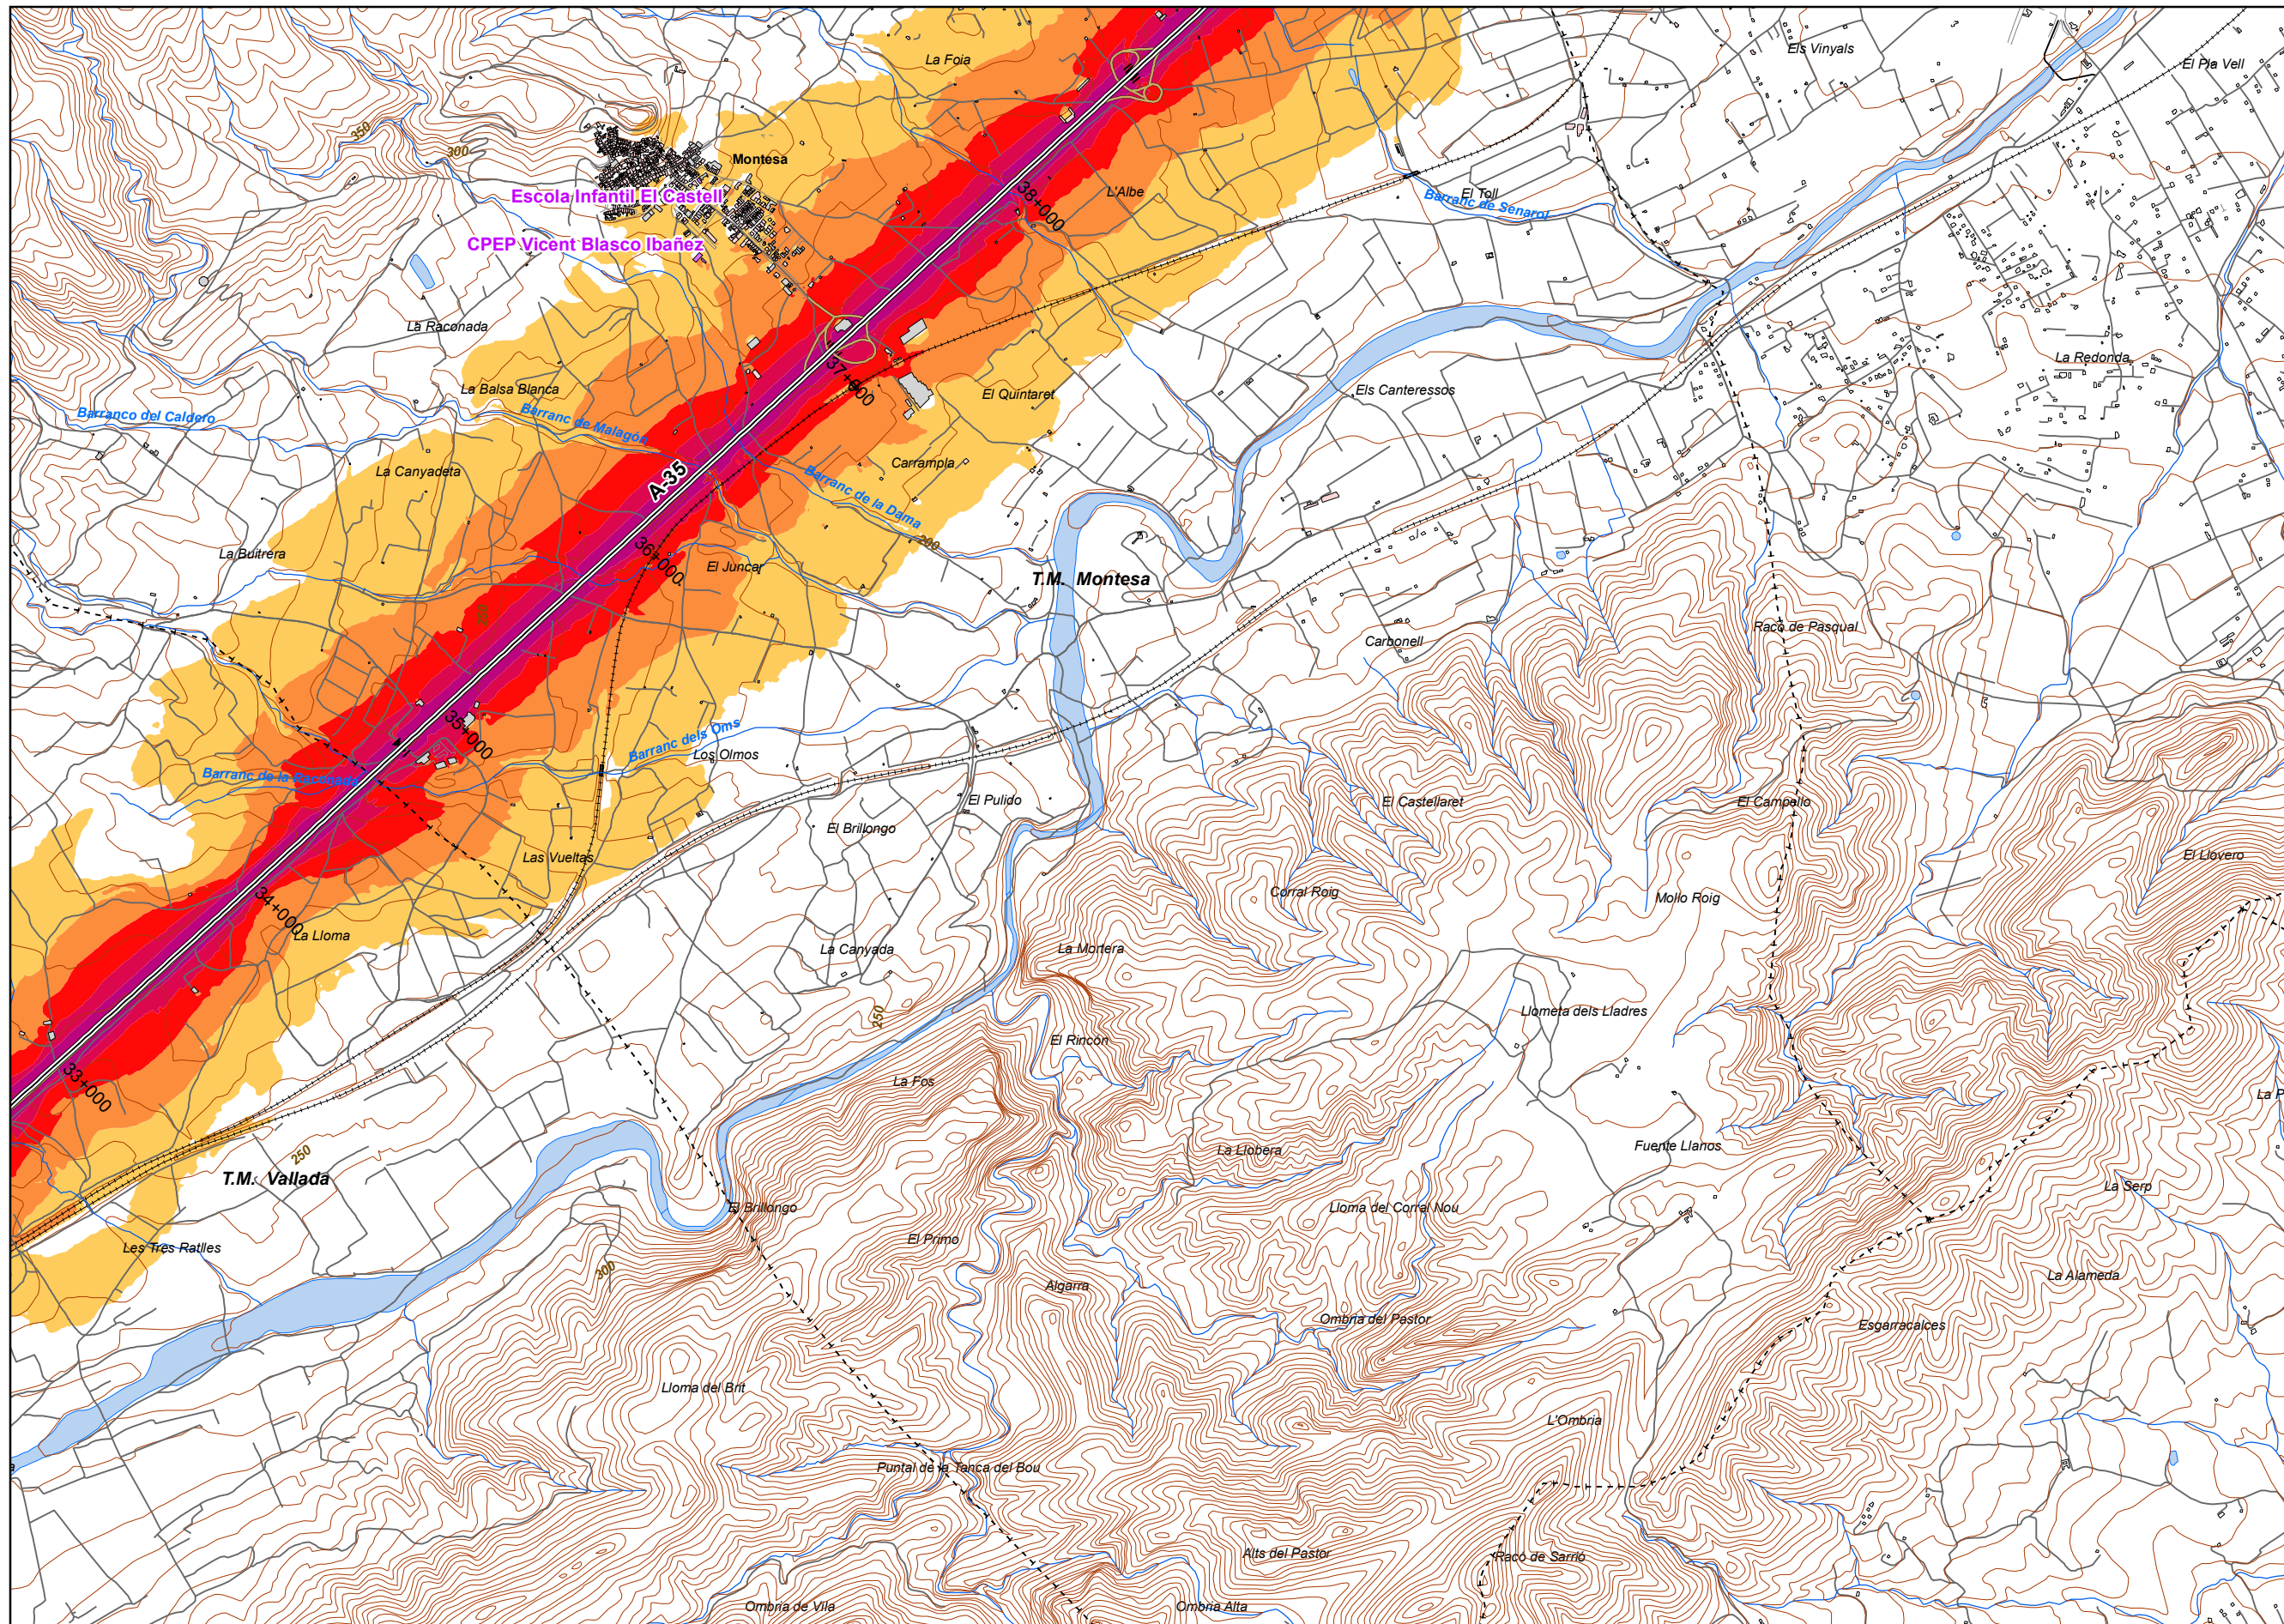 Els Vinyals
La Foia
El Pla Vell
350
300
Montesa
Escola Infantil El Castell
L'Albe
38+000
El Toll
Barranc de Senarol
CPEP Vicent Blasco Ibañez
La Raconada
La Redonda
37+000
La Balsa Blanca
El Quintaret
Els Canteressos
Barranco del Caldero
Barranc de Malagón
La Canyadeta
A-35
Carrampla
Barranc de la Dama
200
La Buitrera
36+000
El Juncar
T.M. Montesa
250
Racó de Pasqual
Carbonell
35+000
Barranc dels Oms
Los Olmos
Barranc de la Raconada
El Pulido
El Castellaret
El Campello
El Brillongo
Las Vueltas
El Llovero
34+000
Corral Roig
Mollo Roig
La Lloma
La Canyada
La Mortera
250
Llometa dels Lladres
El Rincón
33+000
La Fos
La P
250
La Llobera
Fuente Llanos
T.M. Vallada
La Serp
El Brillongo
Lloma del Corral Nou
Les Tres Ratlles
El Primo
300
Algarra
La Alameda
Ombria del Pastor
Esgarracalces
Lloma del Brit
L'Ombria
a
Puntal de la Tanca del Bou
Alts del Pastor
Racó de Sarrió
Ombria de Vila
Ombria Alta